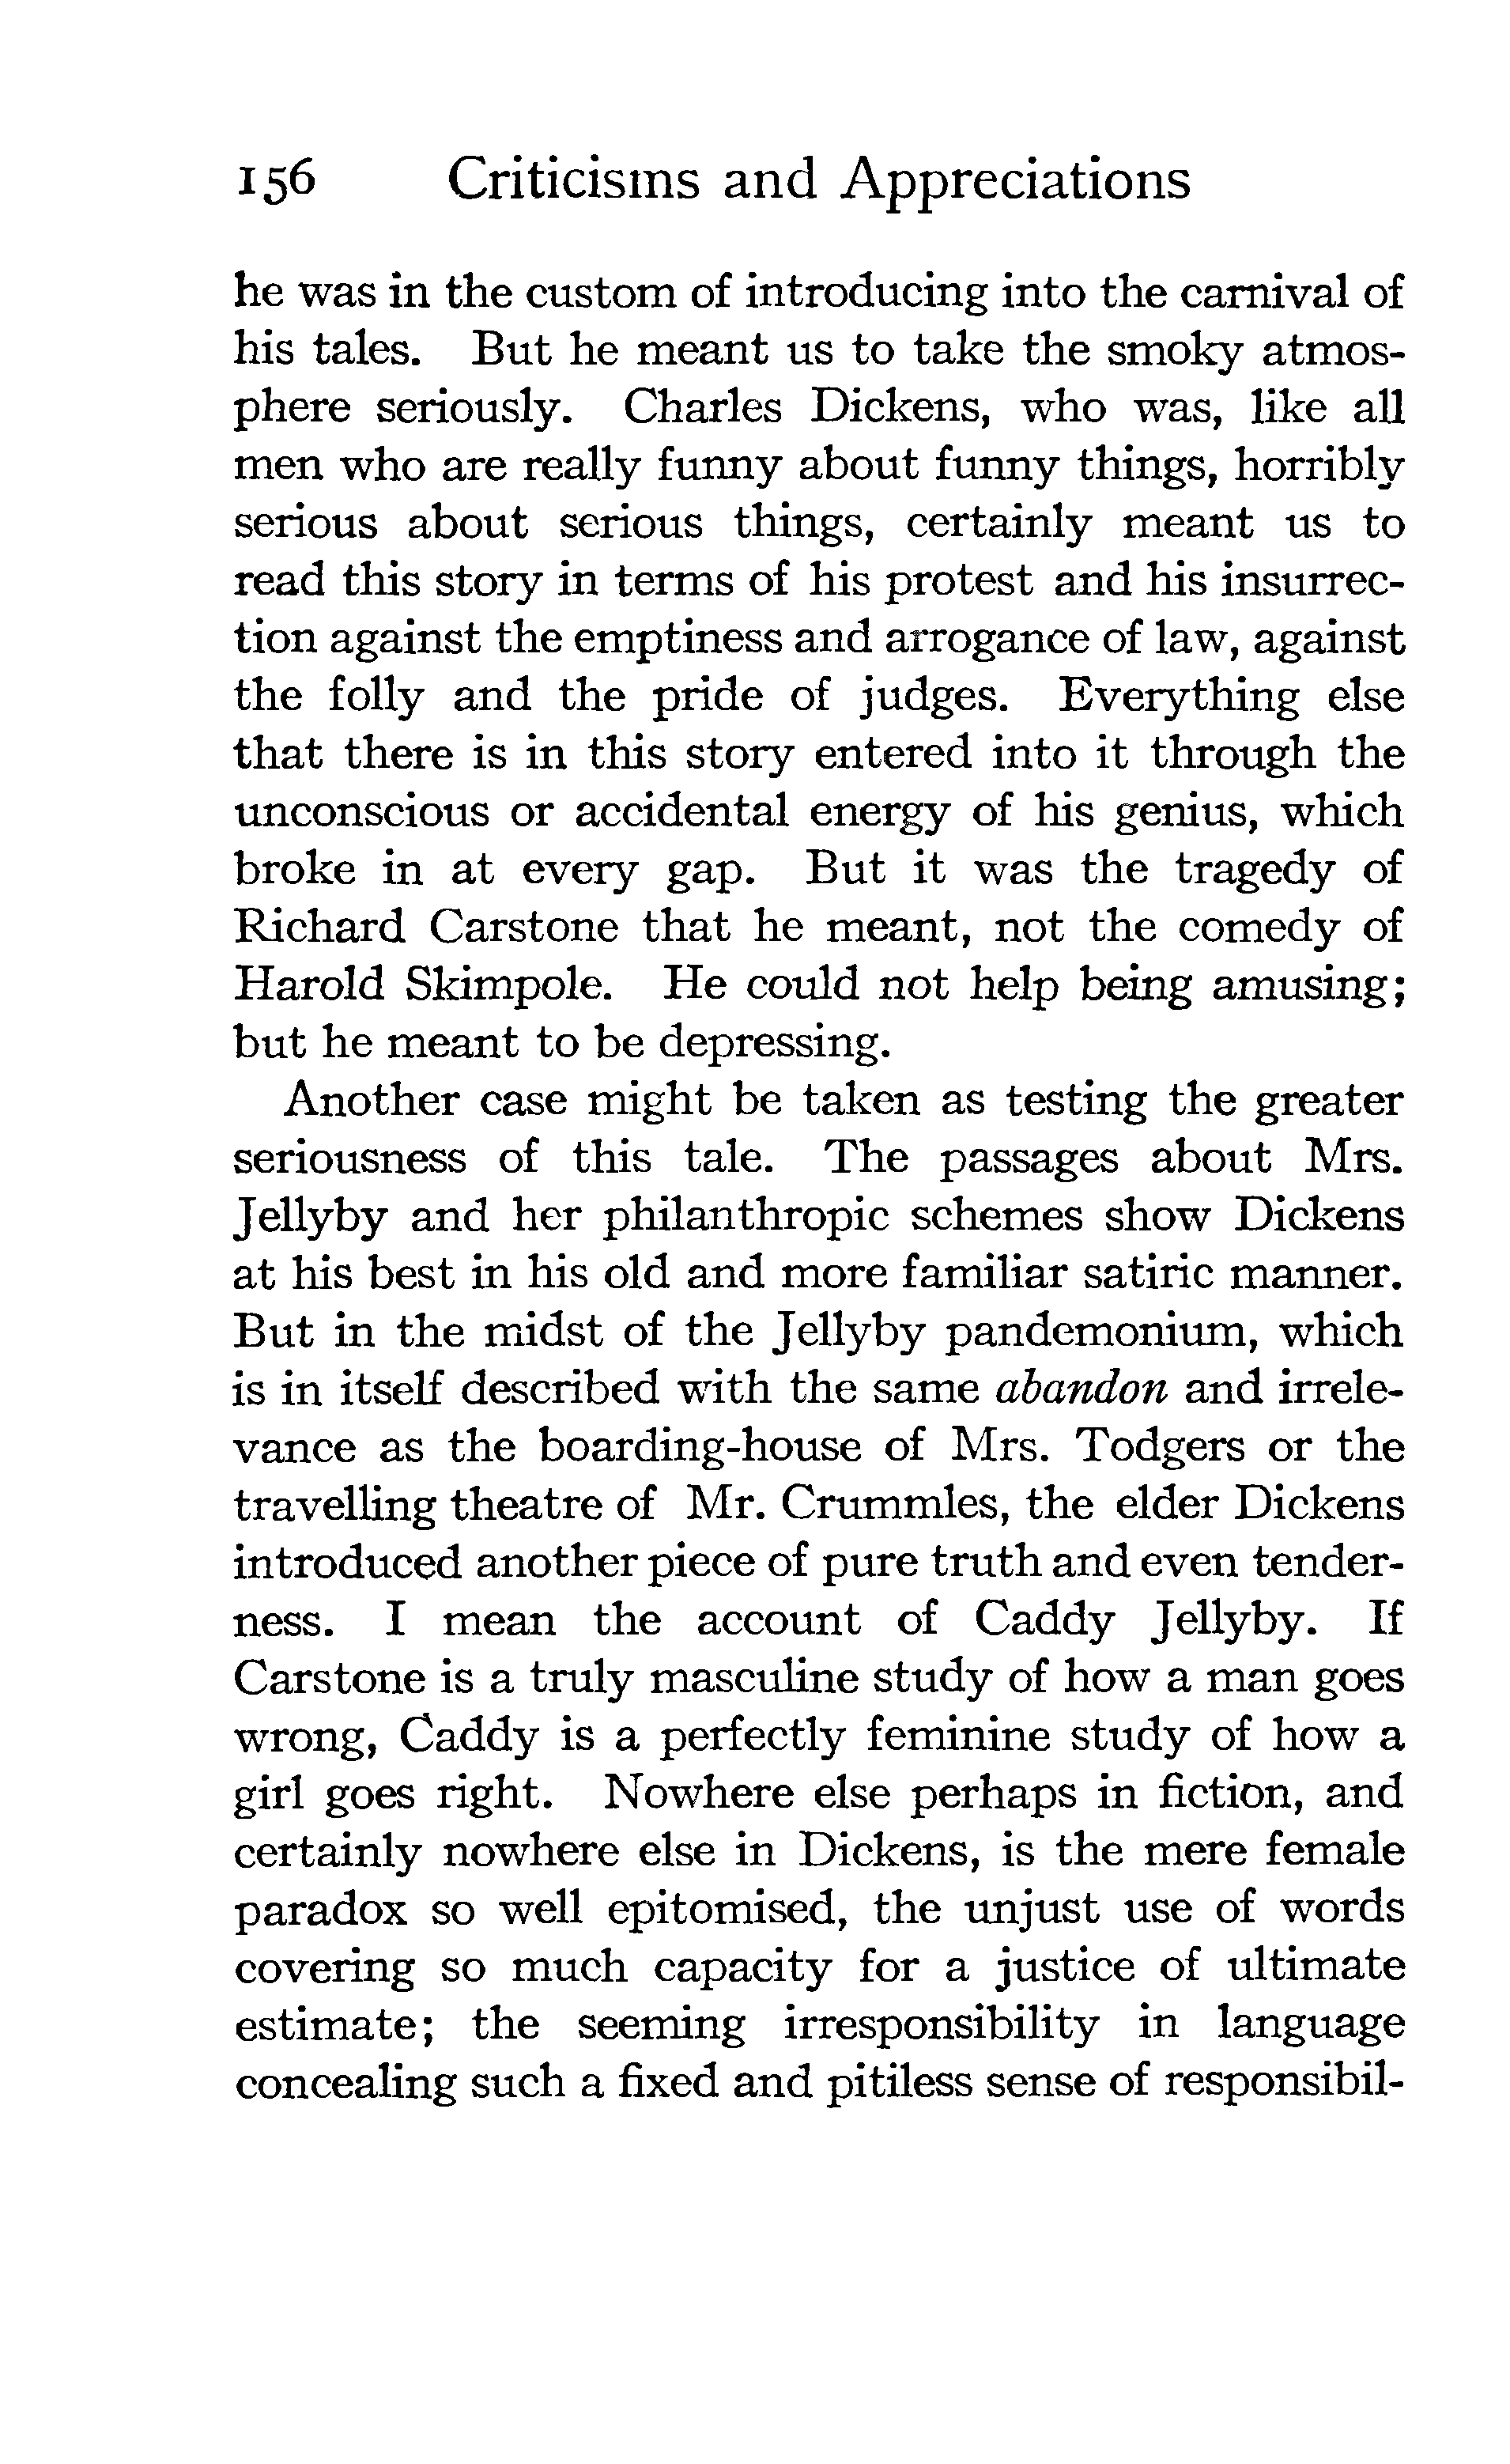 156 Criticisms and Appreciations
he was in the custom of introducing into the carnival of
his tales. But he meant us to take the smoky atmos-
phere seriously. Charles Dickens, who was, like all
men who are really funny about funny things, horribly
serious about serious things, certainly meant us to
read this story in terms of his protest and his insurrec-
tion against the emptiness and arrogance of law, against
the folly and the pride of judges. Everything else
that there is in this story entered into it through the
unconscious or accidental energy of his genius, which
broke in at every gap. But it was the tragedy of
Richard Carstone that he meant, not the comedy of
Harold Skimpole. He could not help being amusing;
but he meant to be depressing.
Another case might be taken as testing the greater
seriousness of this tale. The passages about Mrs.
Jellyby and her philanthropic schemes show Dickens
at his best in his old and more familiar satiric manner.
But in the midst of the Jellyby pandemonium, which
is in itself described with the same abandon and irrele-
vance as the boarding-house of Mrs. Todgers or the
travelling theatre of Mr. Crummles, the elder Dickens
introduced another piece of pure truth and even tender-
ness. I mean the account of Caddy Jellyby. If
Carstone is a truly masculine study of how a man goes
wrong, Caddy is a perfectly feminine study of how a
girl goes right. Nowhere else perhaps in fiction, and
certainly nowhere else in Dickens, is the mere female
paradox so well epitomised, the unjust use of words
covering so much capacity for a justice of ultimate
estimate; the seeming irresponsibility in language
concealing such a fixed and pitiless sense of responsibil-